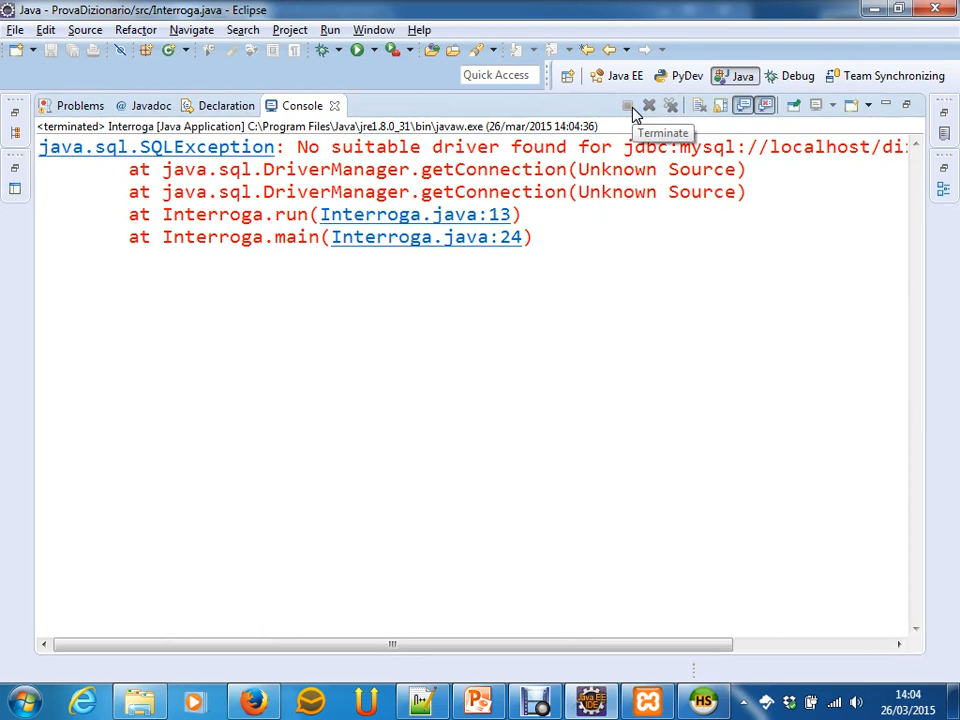 Java - ProvaDizionario/src/Interroga.java - Eclipse
File Edit Source Refactor Navigate Search Project Run Window Help
Quick Access Java EE PyDev Java Debug Team Synchronizing
Problems Javadoc Declaration Console
<terminated> Interroga [Java Application] C:\Program Files\Java\jre1.8.0_31\bin\javaw.exe (26/mar/2015 14:04:36)
Terminate
java.sql.SQLException: No suitable driver found for jdbc:mysql://localhost/di
at java.sql.DriverManager.getConnection(Unknown Source)
at java.sql.DriverManager.getConnection(Unknown Source)
at Interroga.run(Interroga.java:13)
at Interroga.main(Interroga.java:24)
Java EE
IDE
HS
14:04
26/03/2015